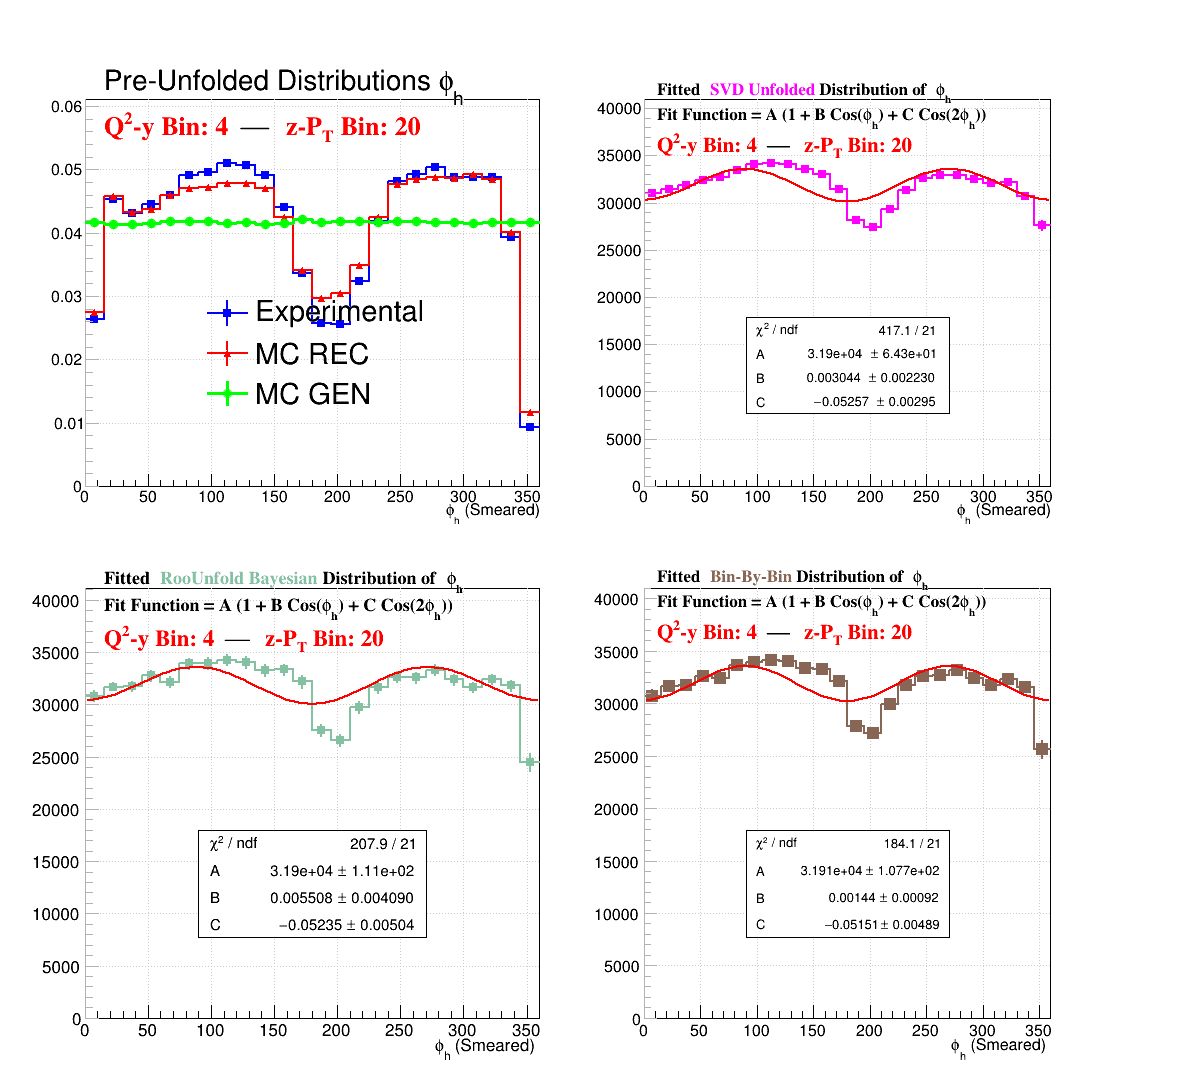 Pre-Unfolded Distributions ϕh
Q²-y Bin: 4 — z-PT Bin: 20
0.06
0.05
0.04
0.03
0.02
0.01
0
Experimental
MC REC
MC GEN
0 50 100 150 200 250 300 350
ϕh (Smeared)
Fitted SVD Unfolded Distribution of ϕh
Fit Function = A (1 + B Cos(ϕh) + C Cos(2ϕh))
Q²-y Bin: 4 — z-PT Bin: 20
40000
35000
30000
25000
20000
15000
10000
5000
0
χ² / ndf 417.1 / 21
A 3.19e+04 ± 6.43e+01
B 0.003044 ± 0.002230
C −0.05257 ± 0.00295
0 50 100 150 200 250 300 350
ϕh (Smeared)
Fitted RooUnfold Bayesian Distribution of ϕh
Fit Function = A (1 + B Cos(ϕh) + C Cos(2ϕh))
Q²-y Bin: 4 — z-PT Bin: 20
40000
35000
30000
25000
20000
15000
10000
5000
0
χ² / ndf 207.9 / 21
A 3.19e+04 ± 1.11e+02
B 0.005508 ± 0.004090
C −0.05235 ± 0.00504
0 50 100 150 200 250 300 350
ϕh (Smeared)
Fitted Bin-By-Bin Distribution of ϕh
Fit Function = A (1 + B Cos(ϕh) + C Cos(2ϕh))
Q²-y Bin: 4 — z-PT Bin: 20
40000
35000
30000
25000
20000
15000
10000
5000
0
χ² / ndf 184.1 / 21
A 3.191e+04 ± 1.077e+02
B 0.00144 ± 0.00092
C −0.05151 ± 0.00489
0 50 100 150 200 250 300 350
ϕh (Smeared)